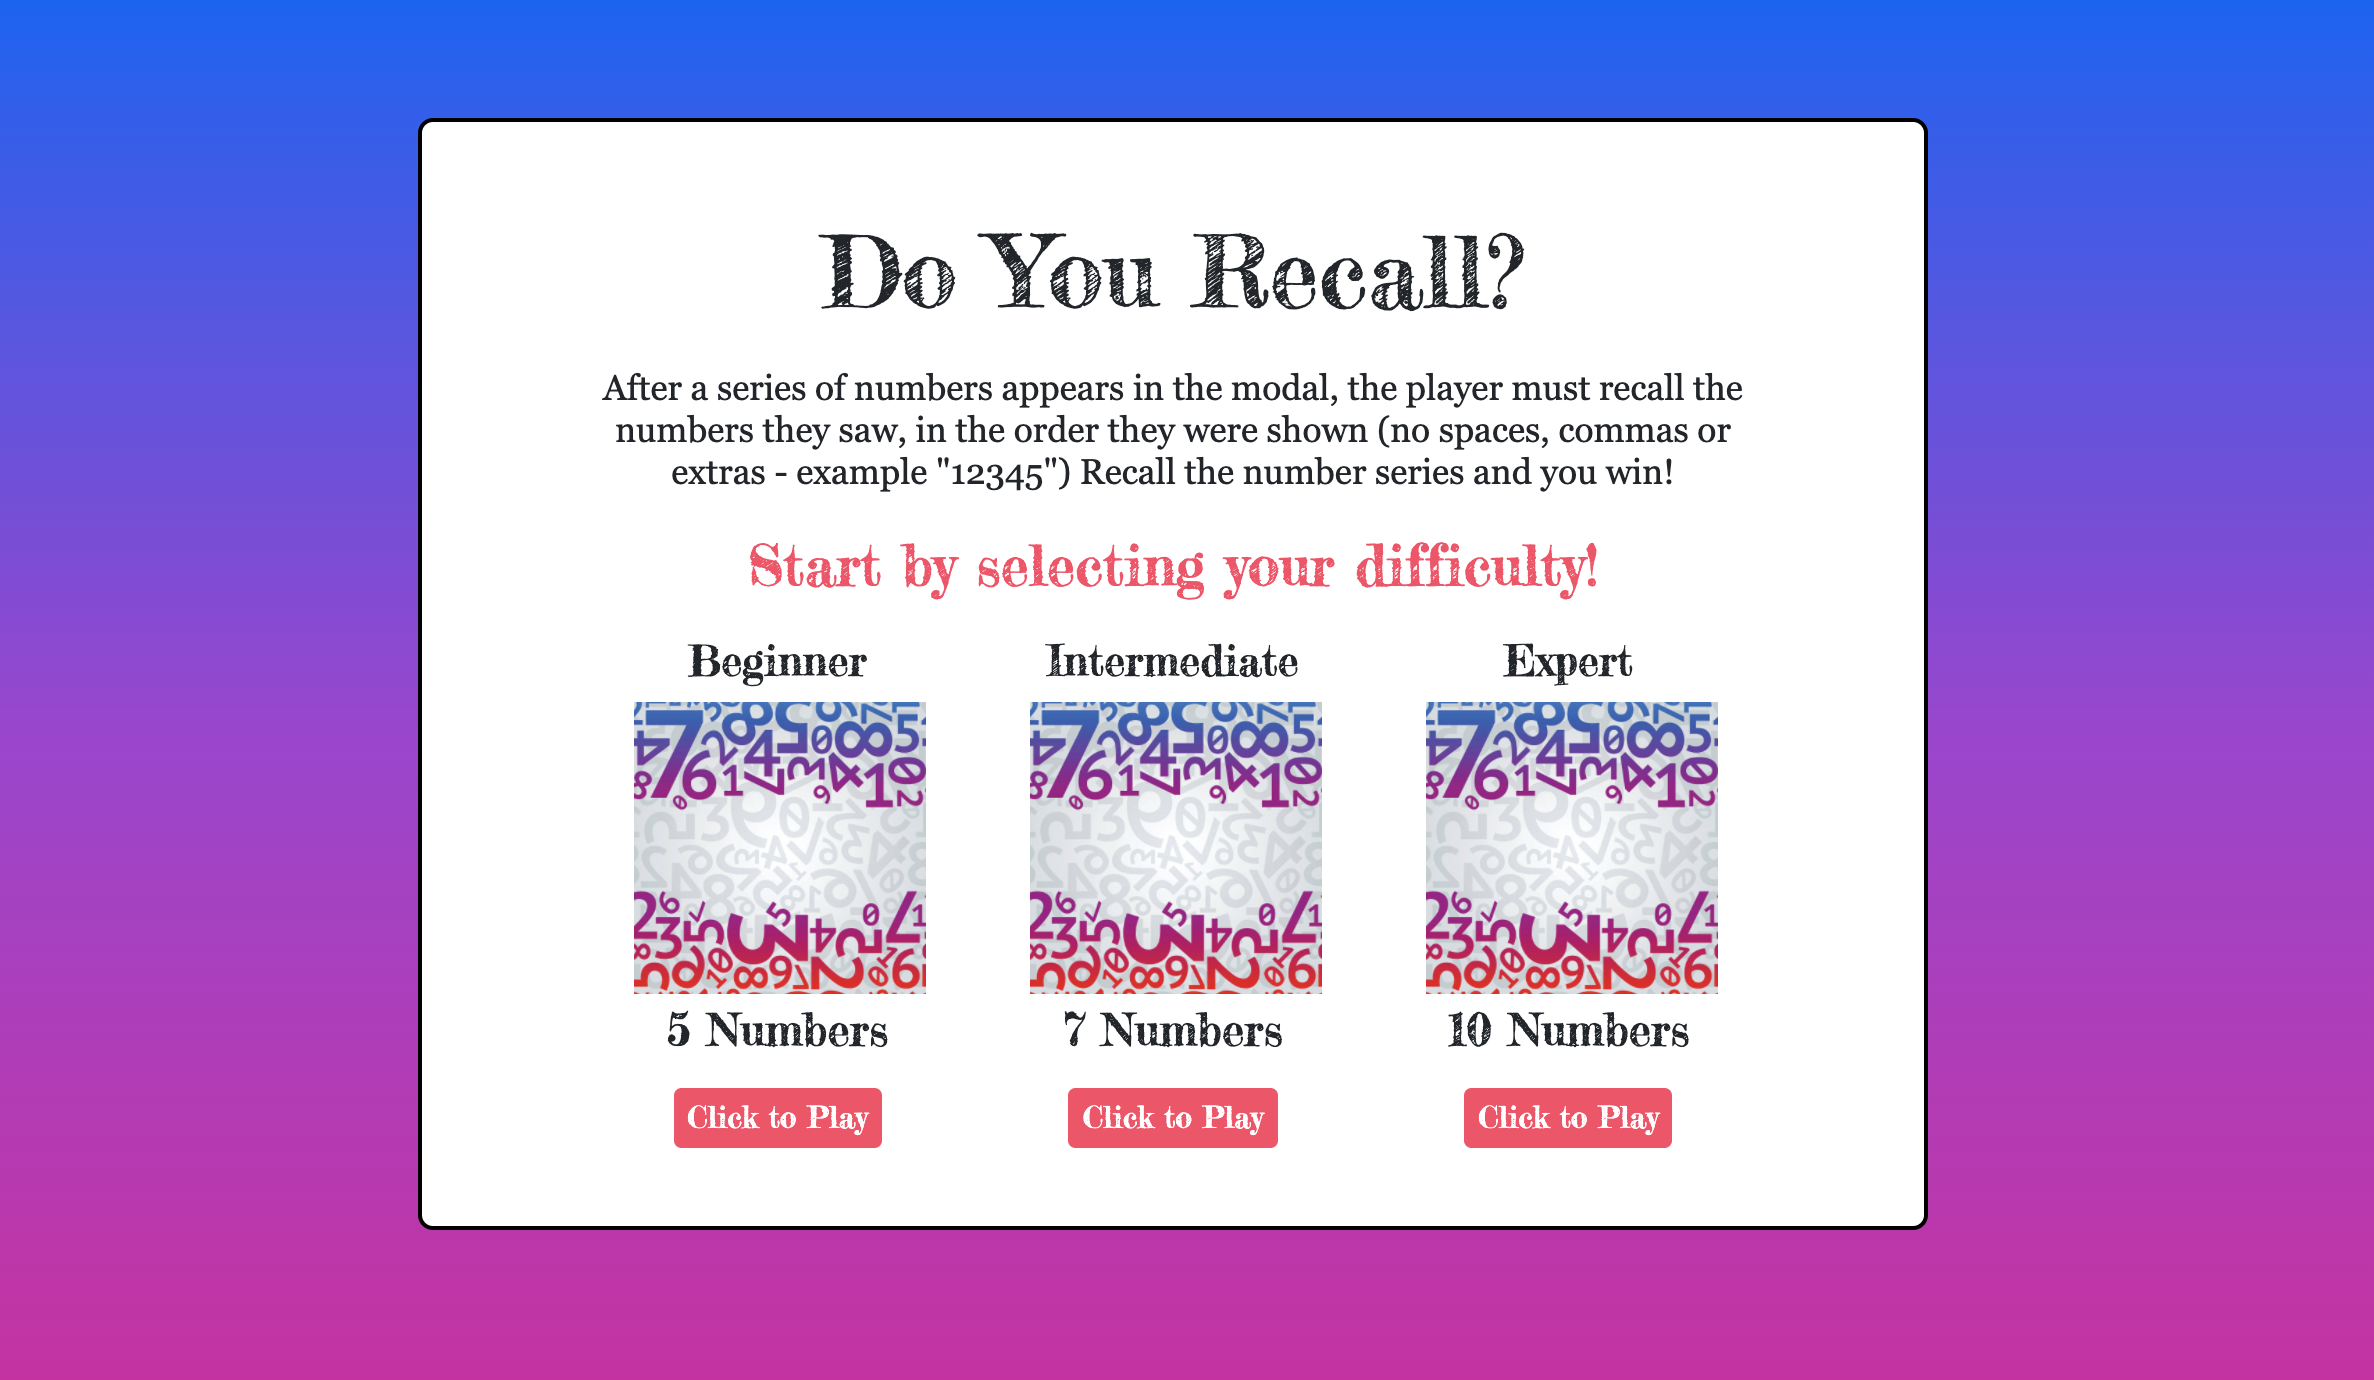 Do You Recall?
After a series of numbers appears in the modal, the player must recall the
numbers they saw, in the order they were shown (no spaces, commas or
extras - example "12345") Recall the number series and you win!
Start by selecting your difficulty!
Beginner
Intermediate
Expert
5 Numbers
7 Numbers
10 Numbers
Click to Play
Click to Play
Click to Play